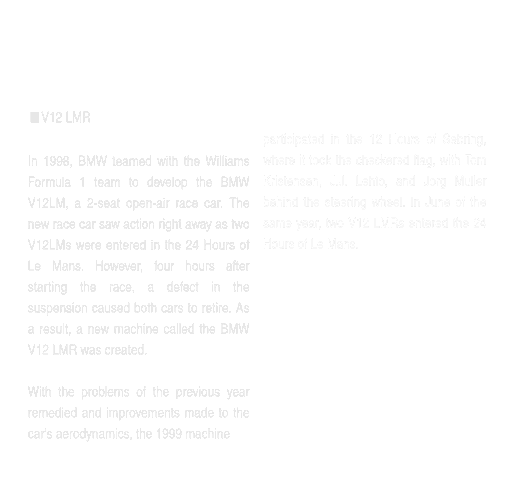 ■V12 LMR
In 1998, BMW teamed with the Williams
Formula 1 team to develop the BMW
V12LM, a 2-seat open-air race car. The
new race car saw action right away as two
V12LMs were entered in the 24 Hours of
Le Mans. However, four hours after
starting the race, a defect in the
suspension caused both cars to retire. As
a result, a new machine called the BMW
V12 LMR was created.
With the problems of the previous year
remedied and improvements made to the
car's aerodynamics, the 1999 machine
participated in the 12 Hours of Sebring,
where it took the checkered flag, with Tom
Kristensen, J.J. Lehto, and Jorg Muller
behind the steering wheel. In June of the
same year, two V12 LMRs entered the 24
Hours of Le Mans.